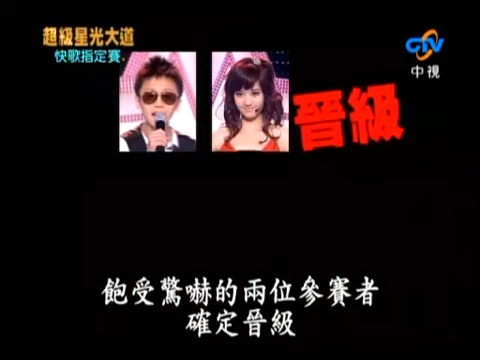 超級星光大道
快歌指定賽
CTV
中視
晉級
飽受驚嚇的兩位參賽者
確定晉級